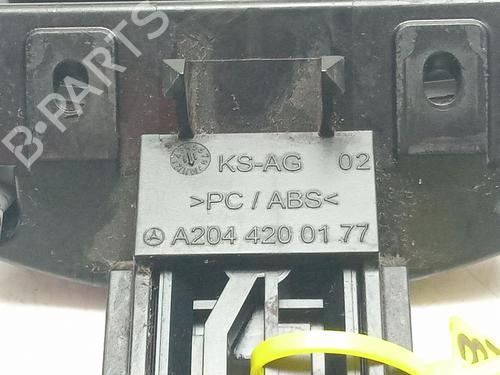 B-PARTS
KS-AG 02
>PC / ABS<
A204 420 01 77